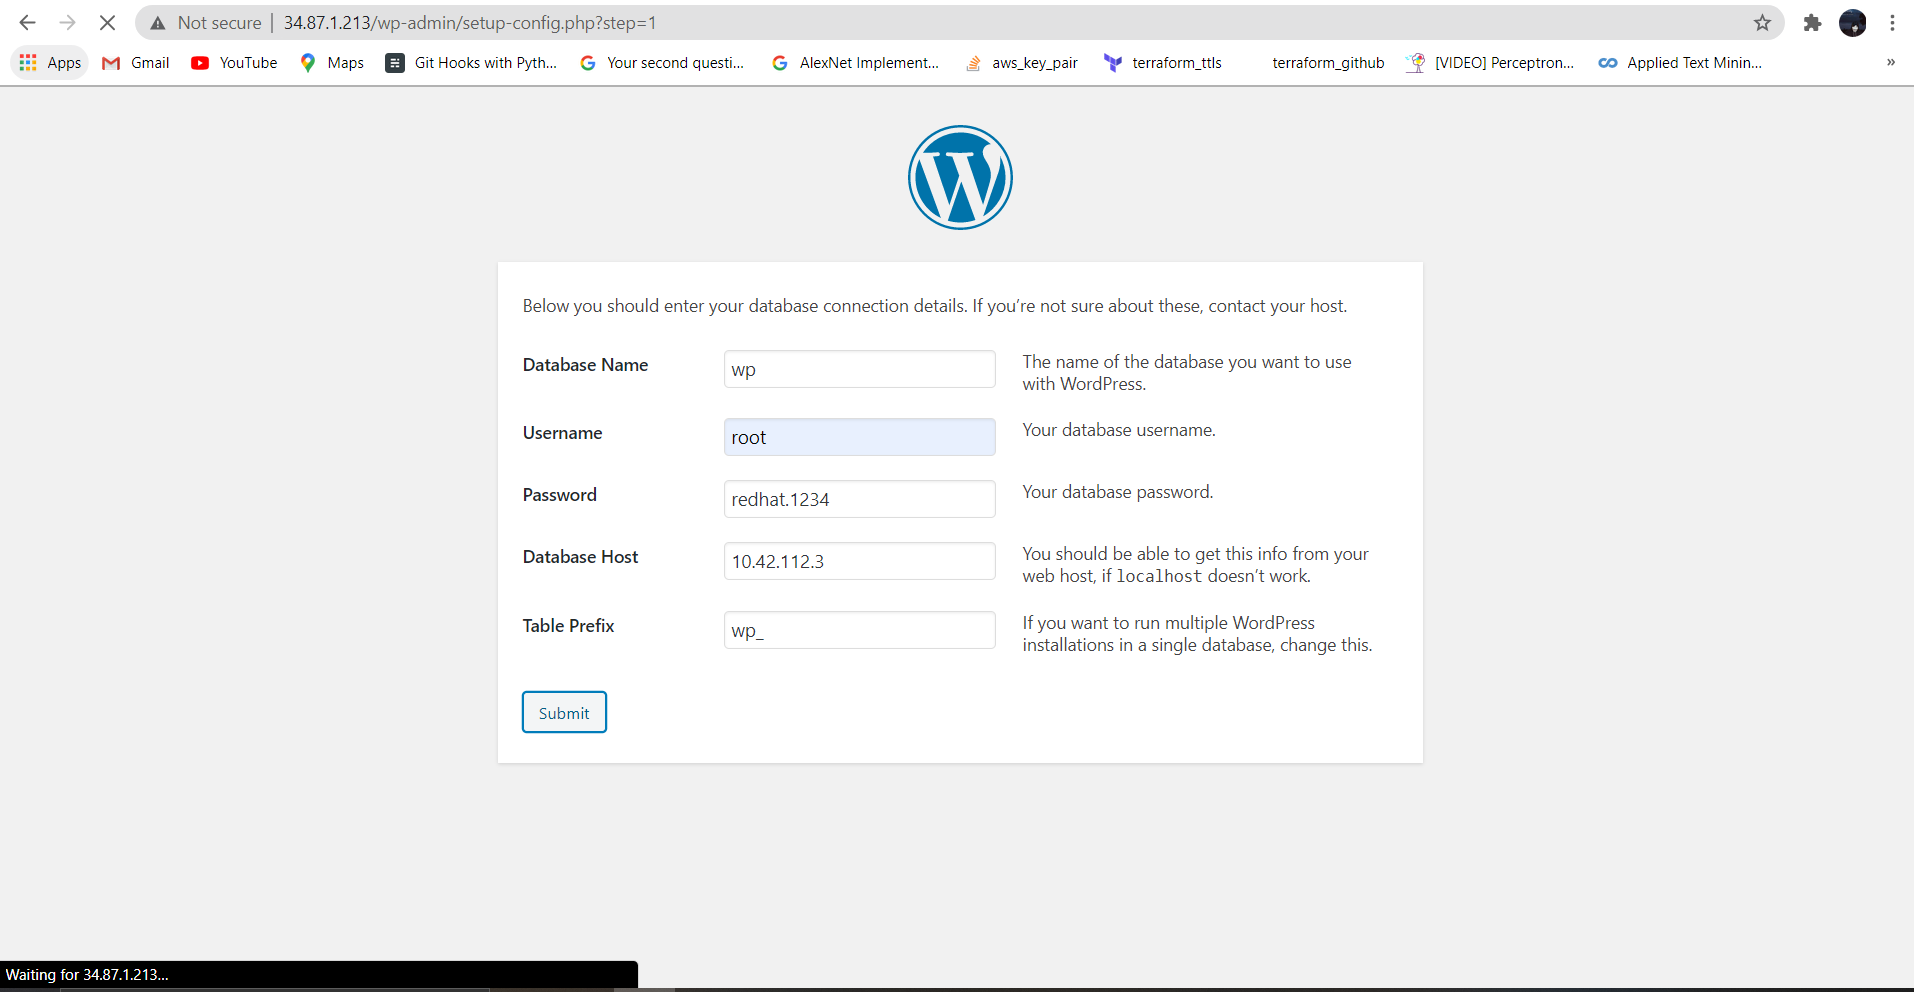 Not secure | 34.87.1.213/wp-admin/setup-config.php?step=1
Apps Gmail YouTube Maps Git Hooks with Pyth... Your second questi... AlexNet Implement... aws_key_pair terraform_ttls terraform_github [VIDEO] Perceptron... Applied Text Minin... »
Below you should enter your database connection details. If you’re not sure about these, contact your host.
Database Name
wp
The name of the database you want to use
with WordPress.
Username
root
Your database username.
Password
redhat.1234
Your database password.
Database Host
10.42.112.3
You should be able to get this info from your
web host, if localhost doesn’t work.
Table Prefix
wp_
If you want to run multiple WordPress
installations in a single database, change this.
Submit
Waiting for 34.87.1.213...